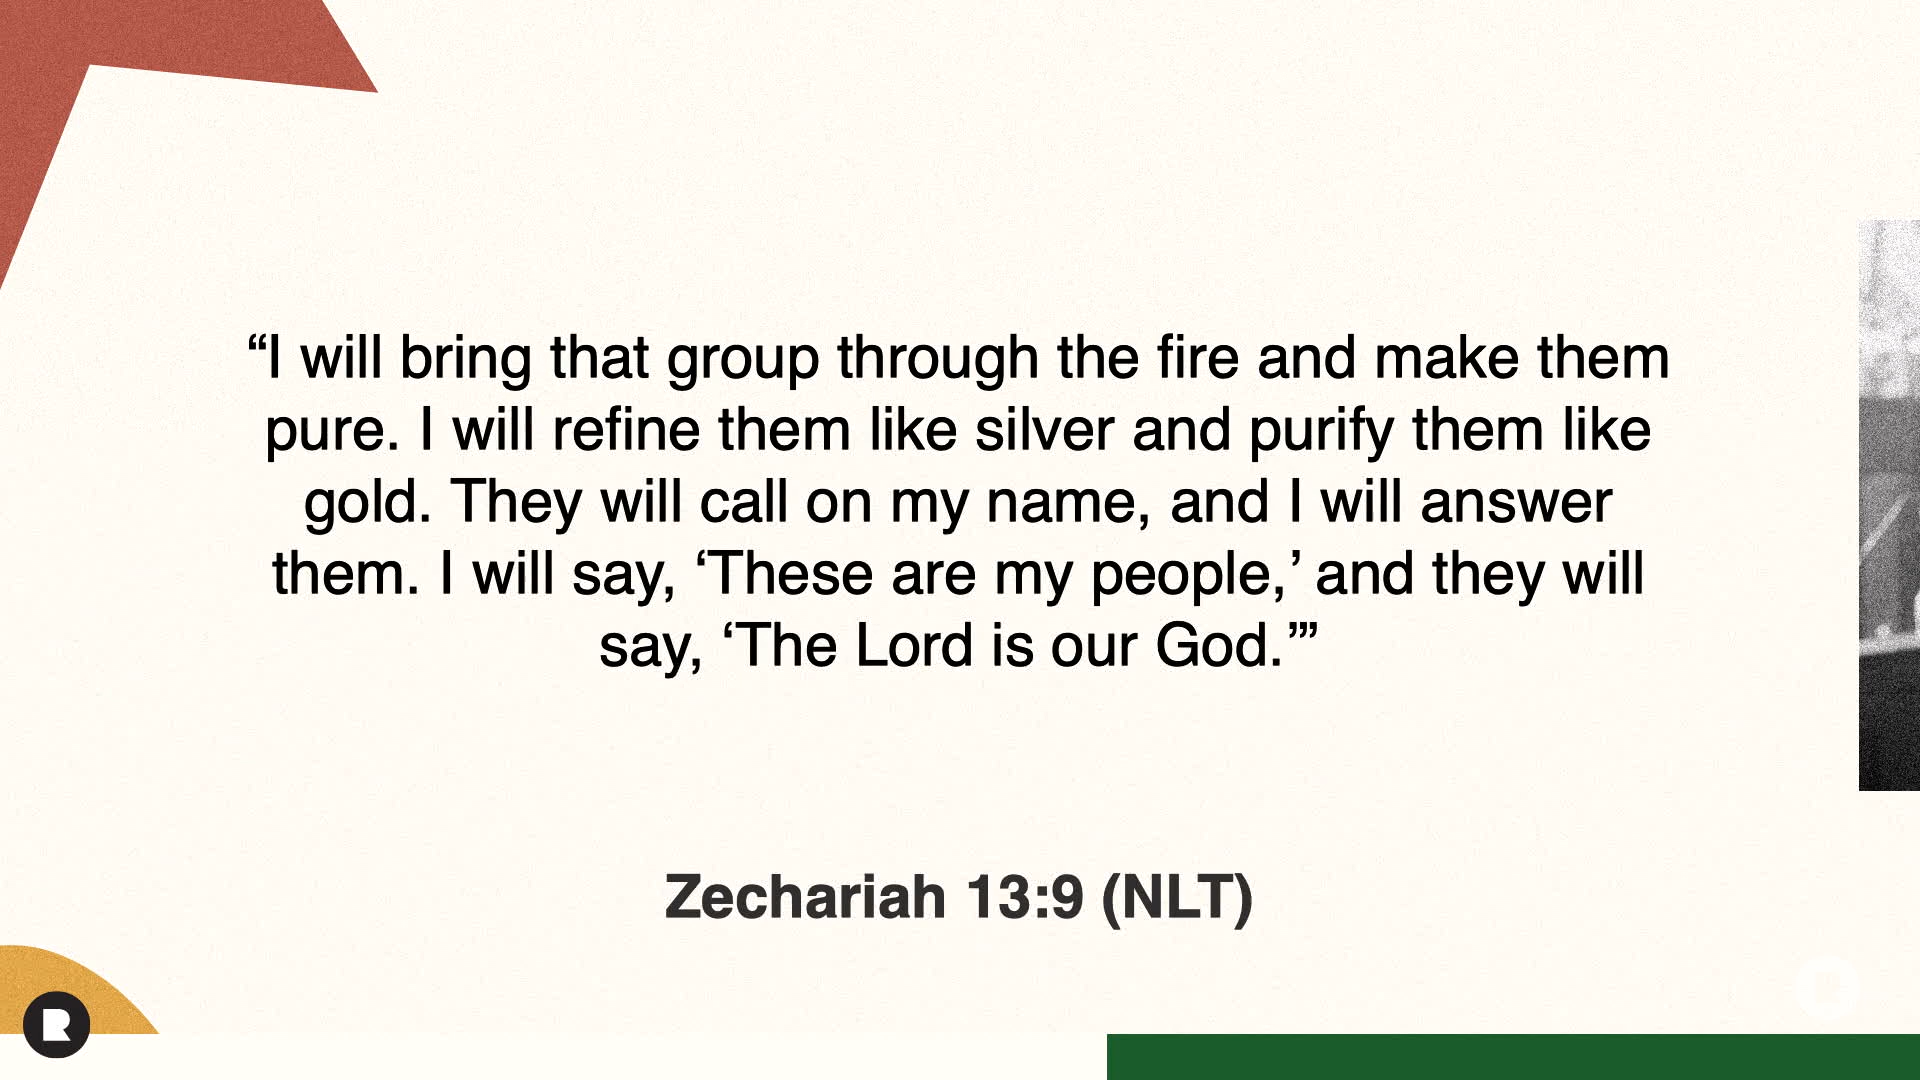 “I will bring that group through the fire and make them
pure. I will refine them like silver and purify them like
gold. They will call on my name, and I will answer
them. I will say, ‘These are my people,’ and they will
say, ‘The Lord is our God.’”
Zechariah 13:9 (NLT)
R